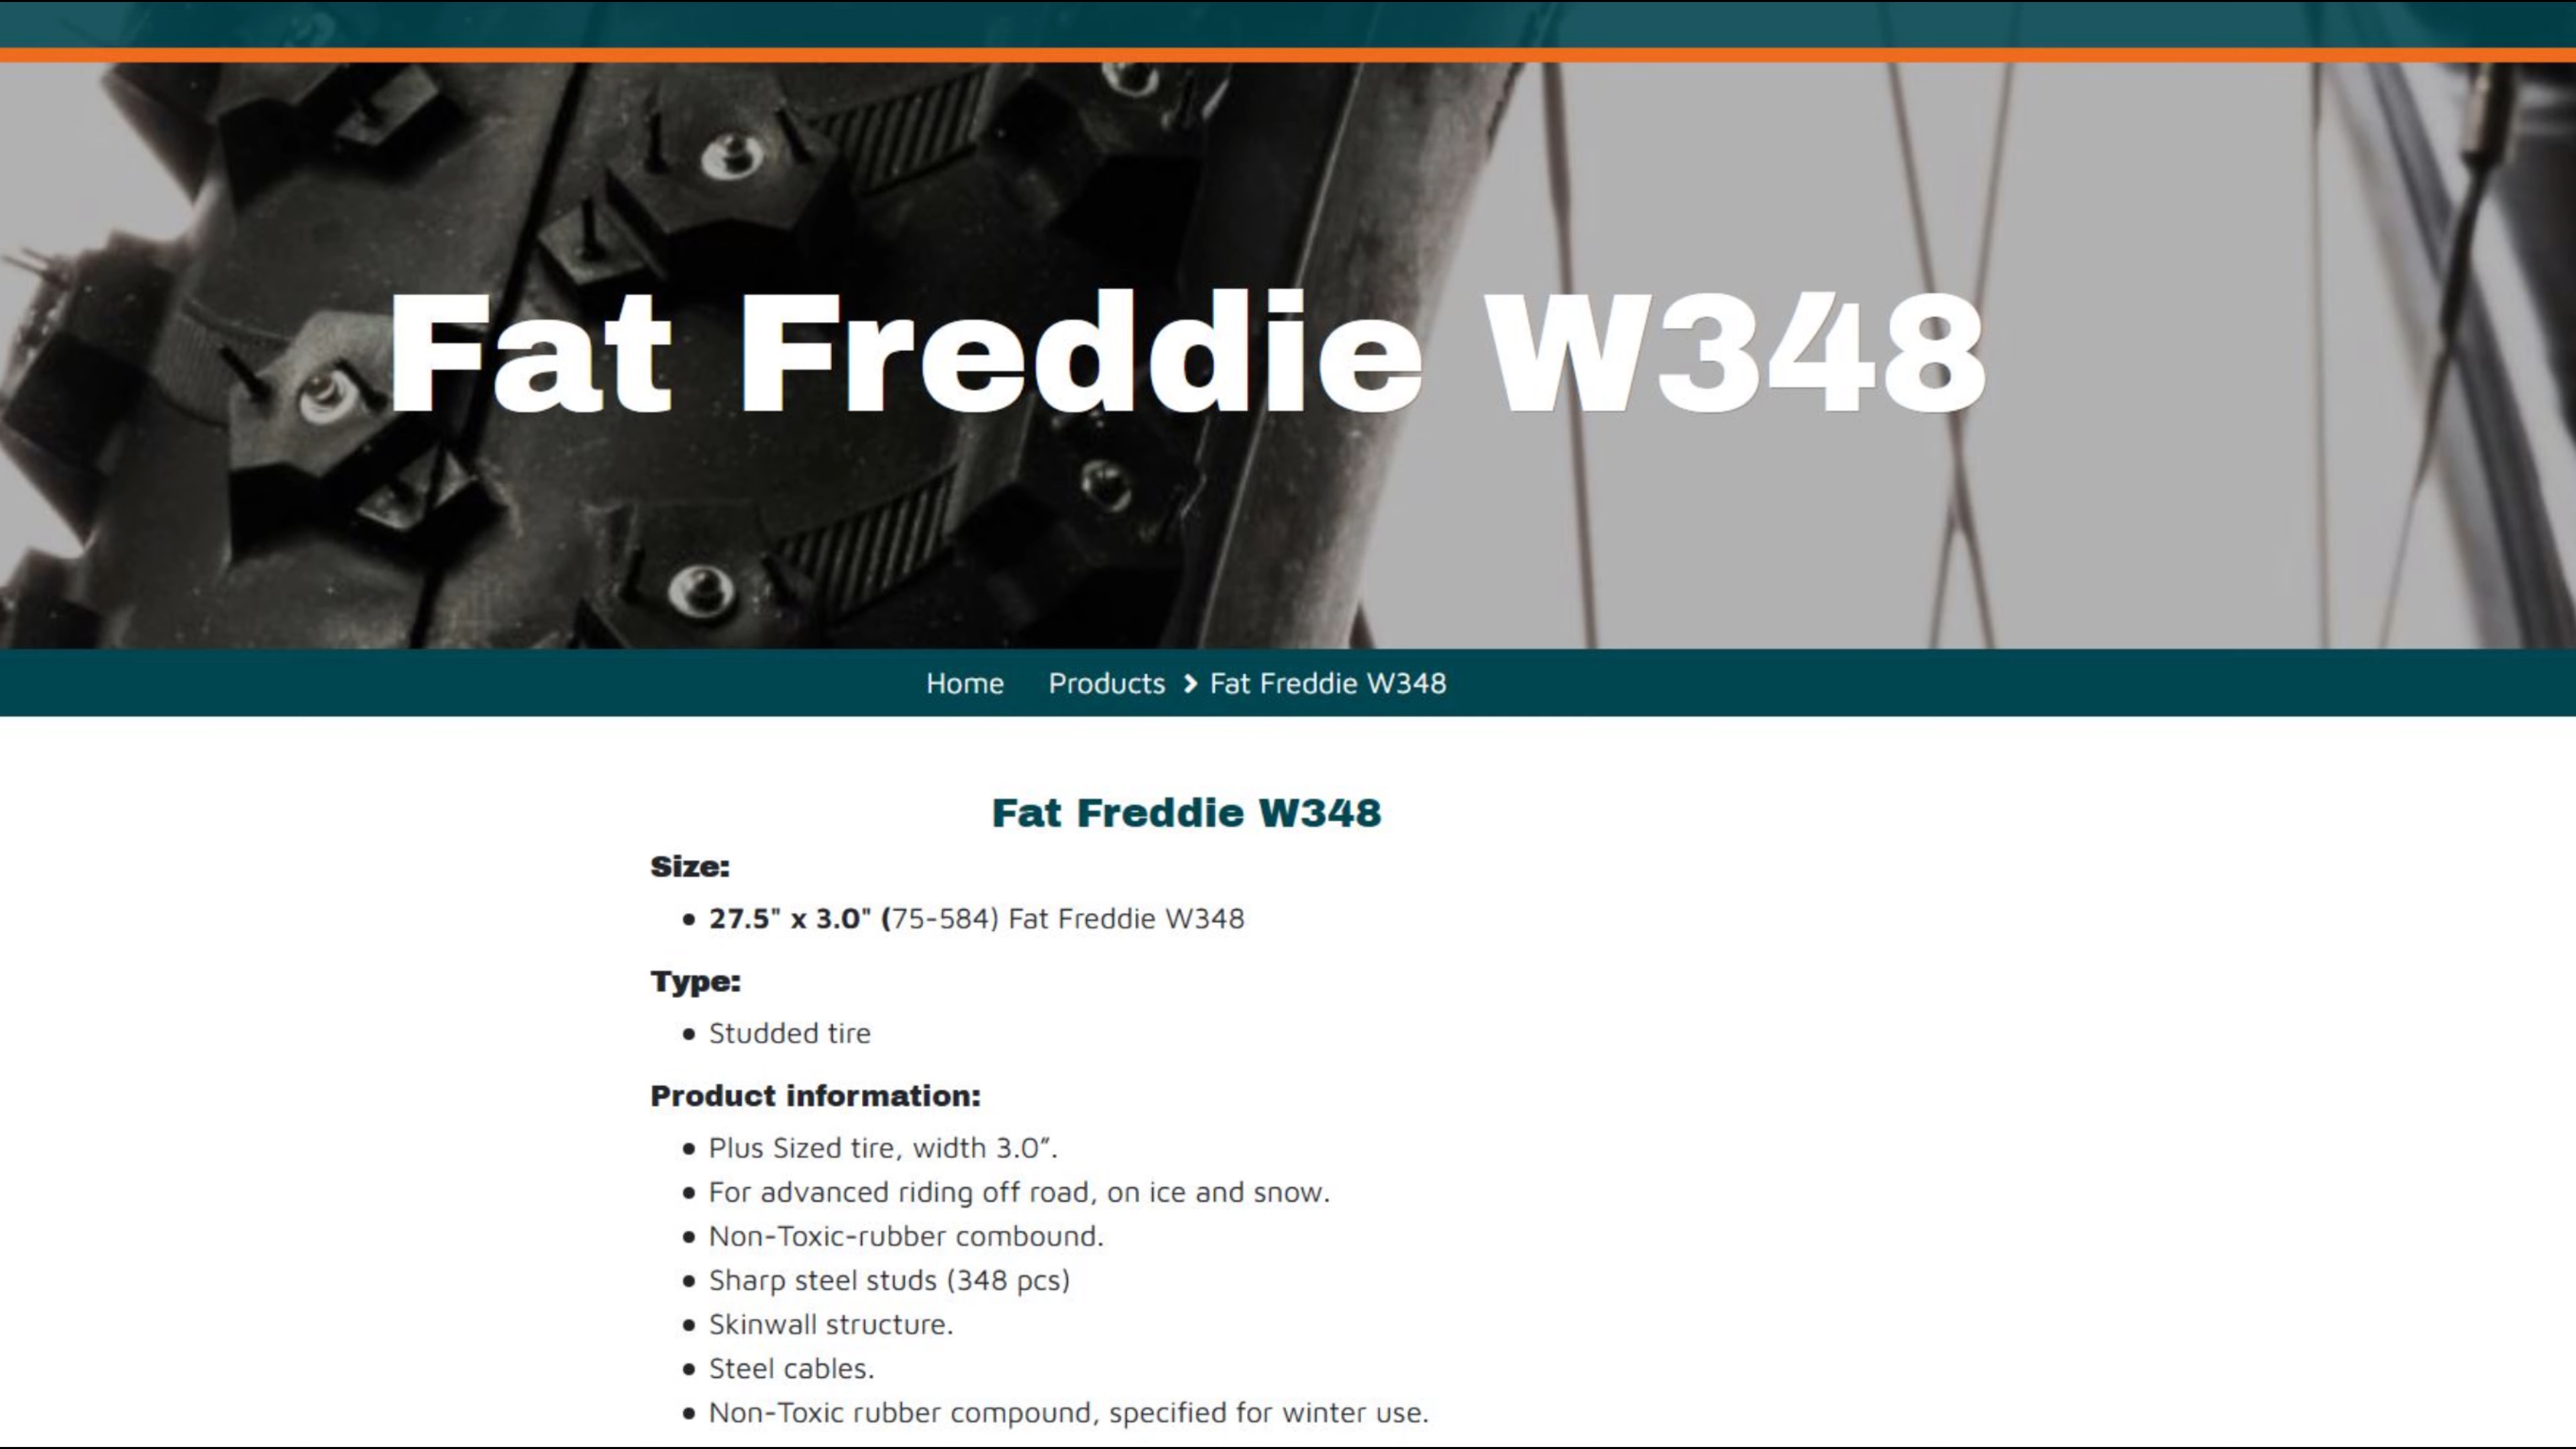 Fat Freddie W348
Home Products > Fat Freddie W348
Fat Freddie W348
Size:
• 27.5" x 3.0" (75-584) Fat Freddie W348
Type:
• Studded tire
Product information:
• Plus Sized tire, width 3.0”.
• For advanced riding off road, on ice and snow.
• Non-Toxic-rubber combound.
• Sharp steel studs (348 pcs)
• Skinwall structure.
• Steel cables.
• Non-Toxic rubber compound, specified for winter use.